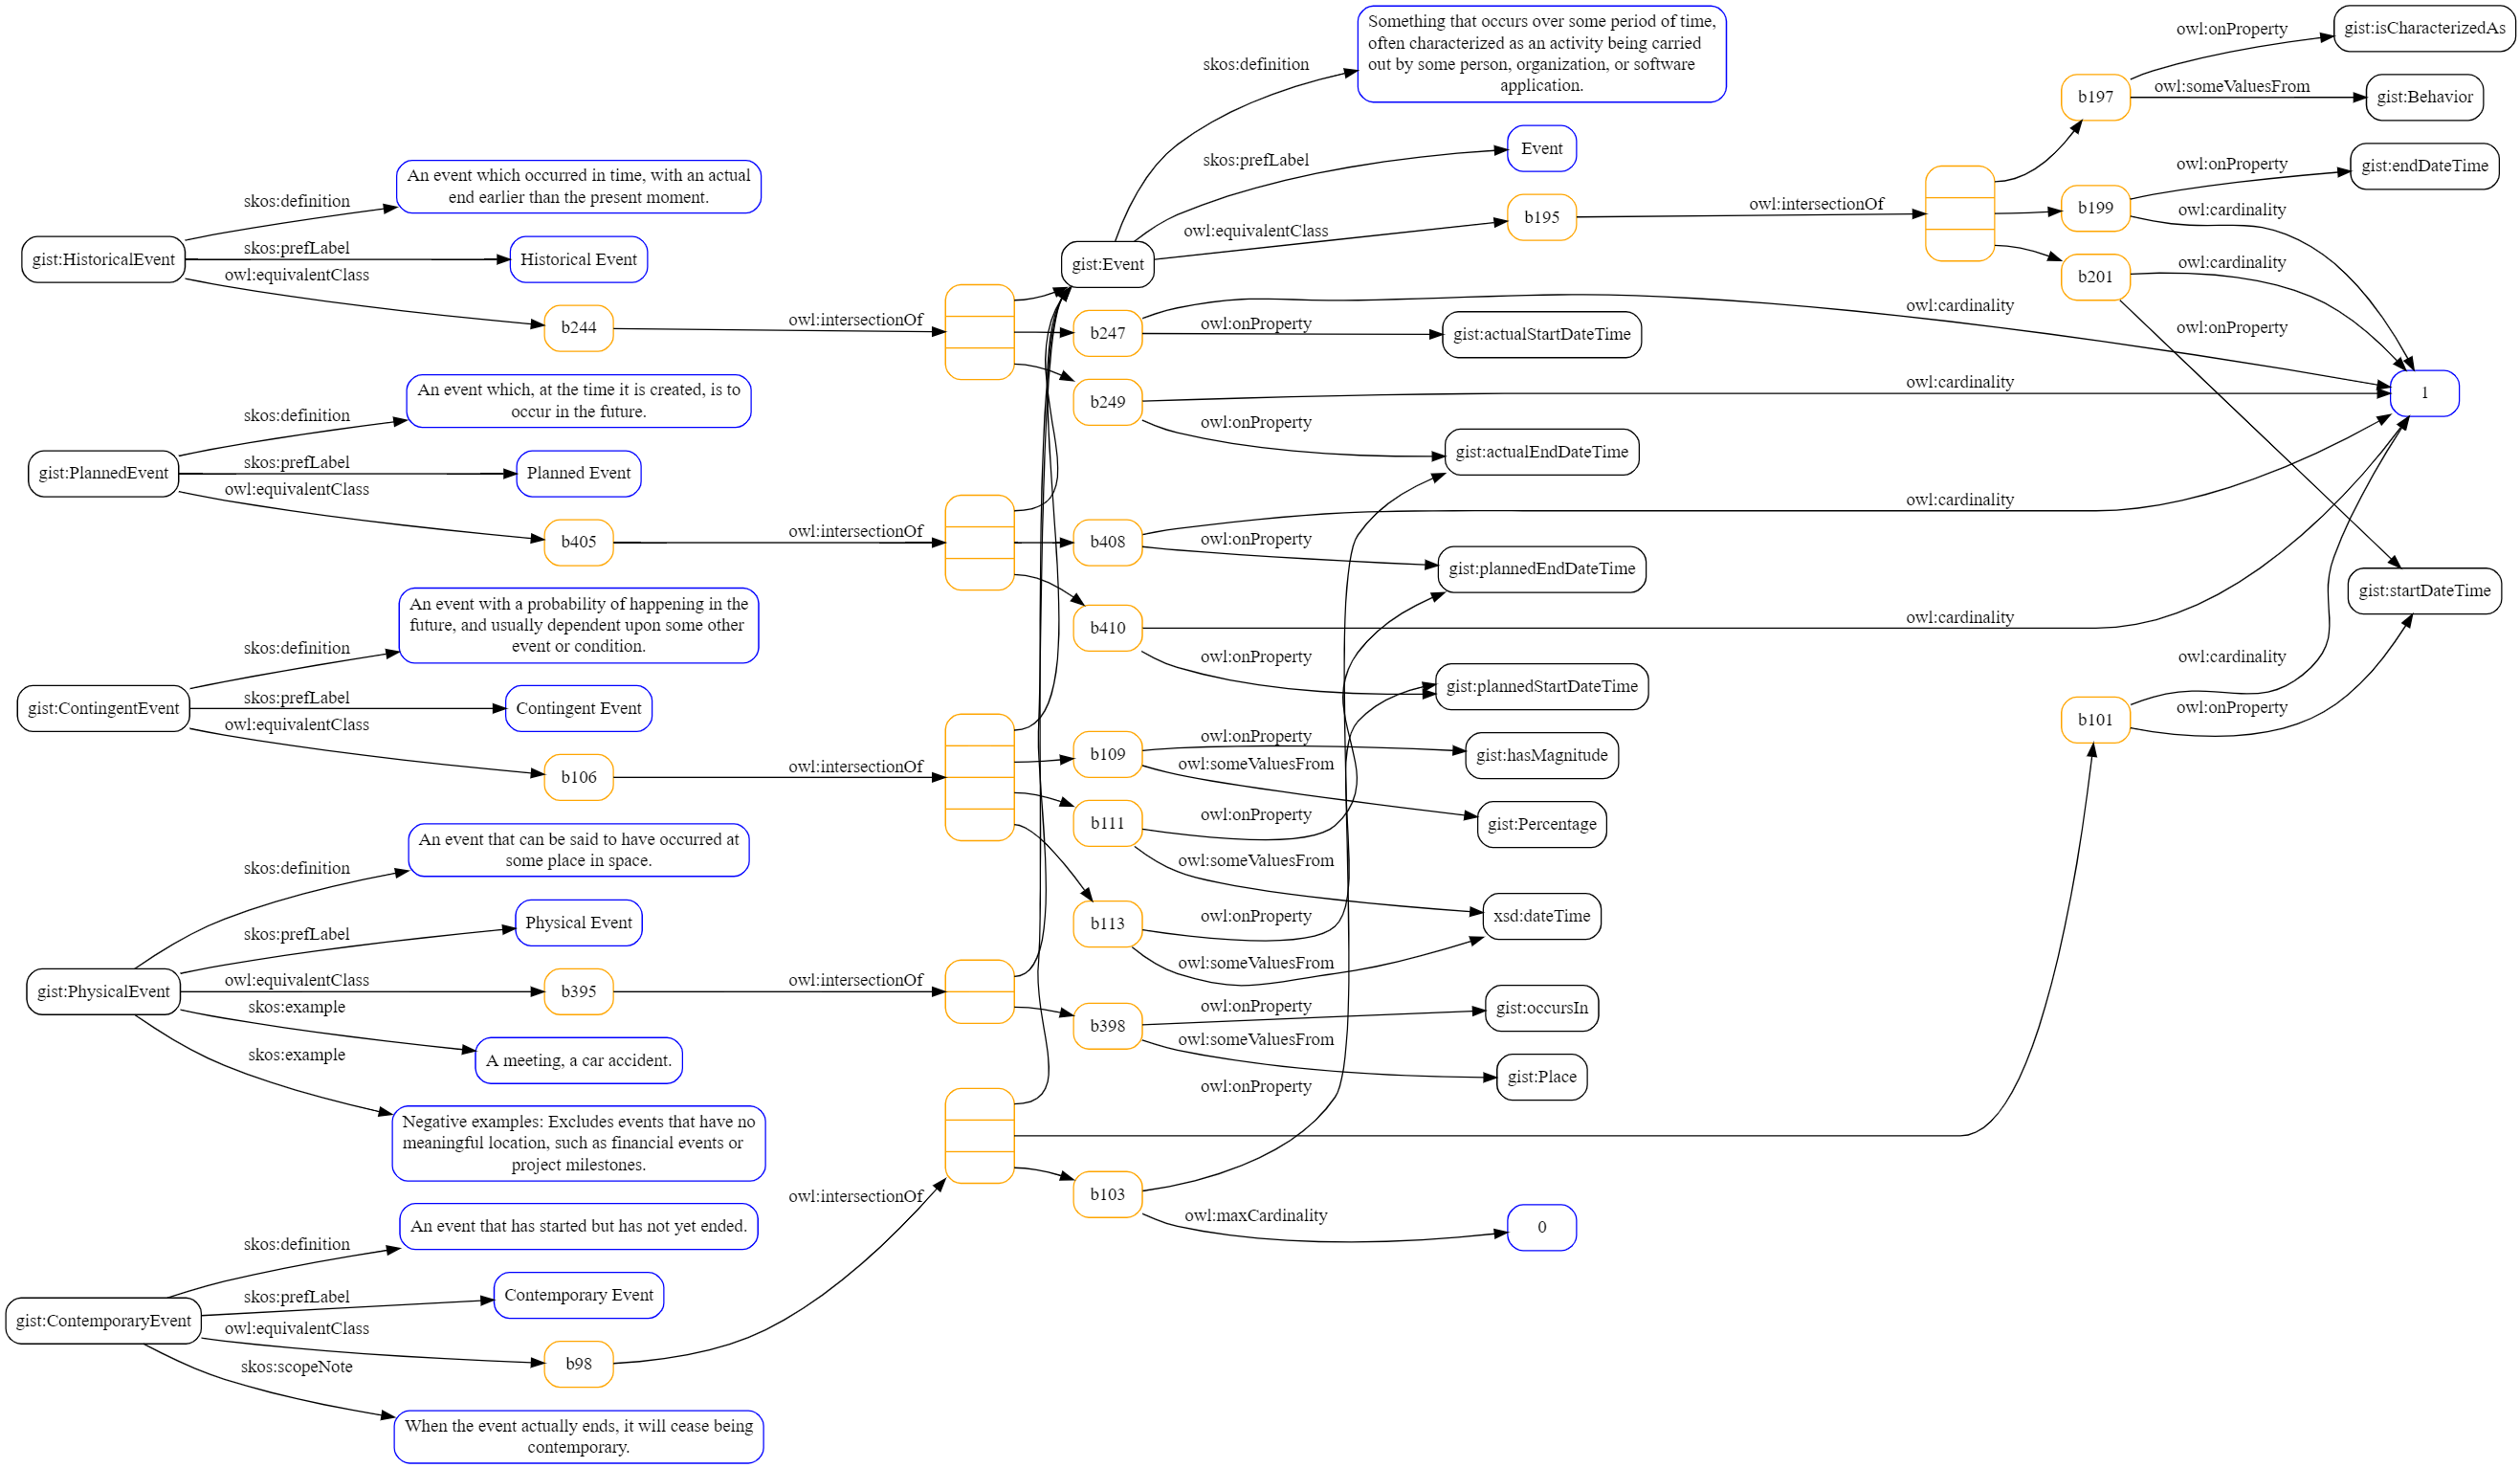 gist:HistoricalEvent
skos:definition
An event which occurred in time, with an actual
end earlier than the present moment.
skos:prefLabel
Historical Event
owl:equivalentClass
b244
owl:intersectionOf
gist:PlannedEvent
skos:definition
An event which, at the time it is created, is to
occur in the future.
skos:prefLabel
Planned Event
owl:equivalentClass
b405
owl:intersectionOf
gist:ContingentEvent
skos:definition
An event with a probability of happening in the
future, and usually dependent upon some other
event or condition.
skos:prefLabel
Contingent Event
owl:equivalentClass
b106
owl:intersectionOf
gist:PhysicalEvent
skos:definition
An event that can be said to have occurred at
some place in space.
skos:prefLabel
Physical Event
owl:equivalentClass
b395
owl:intersectionOf
skos:example
A meeting, a car accident.
skos:example
Negative examples: Excludes events that have no
meaningful location, such as financial events or
project milestones.
gist:ContemporaryEvent
skos:definition
An event that has started but has not yet ended.
skos:prefLabel
Contemporary Event
owl:equivalentClass
b98
owl:intersectionOf
skos:scopeNote
When the event actually ends, it will cease being
contemporary.
gist:Event
skos:definition
Something that occurs over some period of time,
often characterized as an activity being carried
out by some person, organization, or software
application.
skos:prefLabel
Event
owl:equivalentClass
b195
owl:intersectionOf
b247
owl:cardinality
owl:onProperty
gist:actualStartDateTime
b249
owl:cardinality
owl:onProperty
gist:actualEndDateTime
b408
owl:cardinality
owl:onProperty
gist:plannedEndDateTime
b410
owl:cardinality
owl:onProperty
gist:plannedStartDateTime
b109
owl:onProperty
gist:hasMagnitude
owl:someValuesFrom
gist:Percentage
b111
owl:onProperty
owl:someValuesFrom
xsd:dateTime
b113
owl:onProperty
owl:someValuesFrom
b398
owl:onProperty
gist:occursIn
owl:someValuesFrom
gist:Place
b103
owl:onProperty
owl:maxCardinality
0
b197
owl:onProperty
gist:isCharacterizedAs
owl:someValuesFrom
gist:Behavior
b199
owl:onProperty
gist:endDateTime
owl:cardinality
b201
owl:cardinality
owl:onProperty
1
gist:startDateTime
b101
owl:cardinality
owl:onProperty